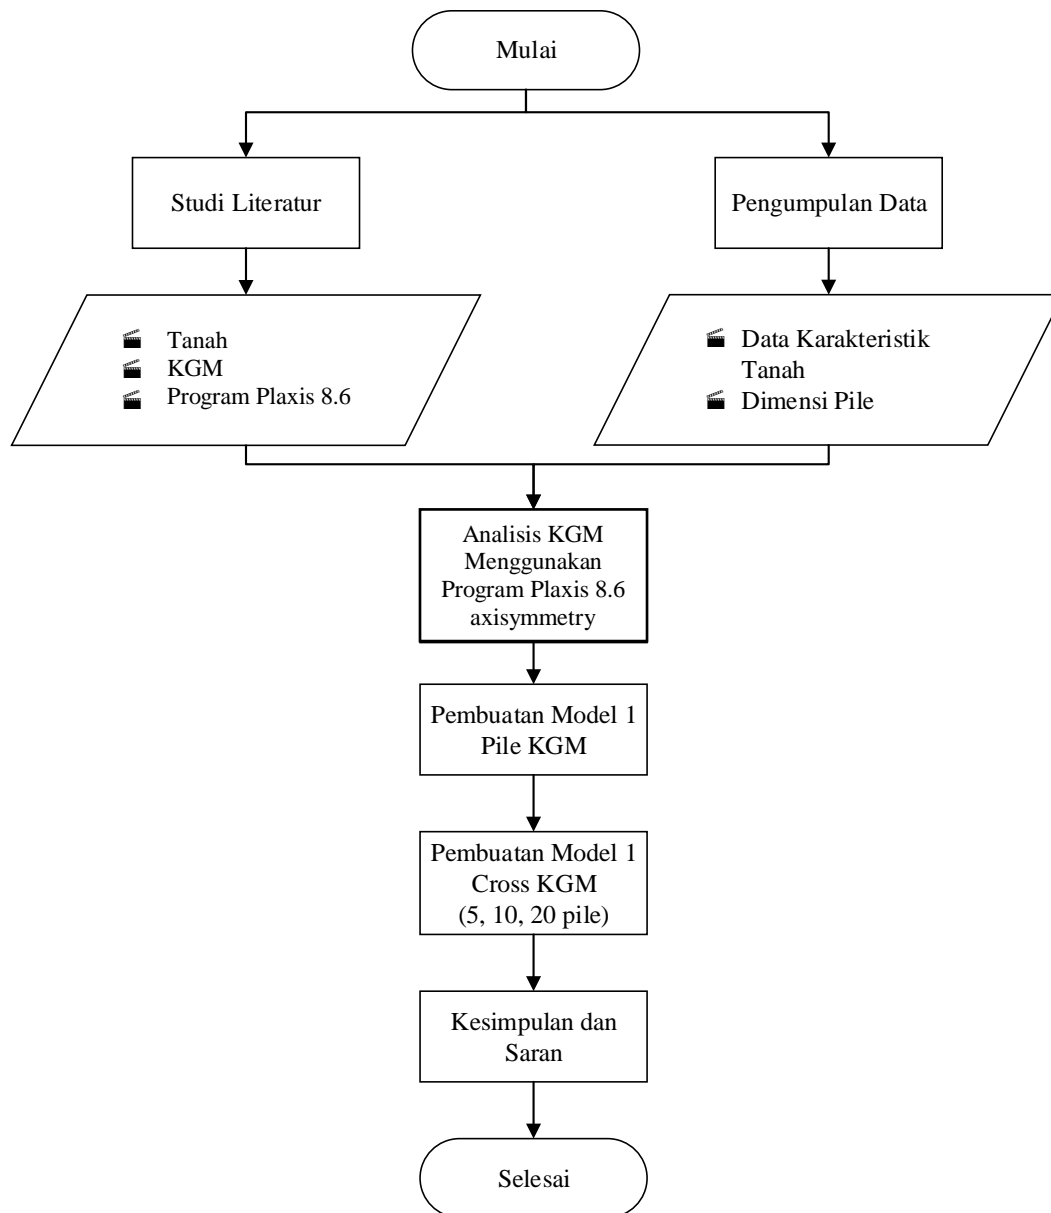 Mulai
Studi Literatur
Pengumpulan Data
Tanah
KGM
Program Plaxis 8.6
Data Karakteristik
Tanah
Dimensi Pile
Analisis KGM
Menggunakan
Program Plaxis 8.6
axisymmetry
Pembuatan Model 1
Pile KGM
Pembuatan Model 1
Cross KGM
(5, 10, 20 pile)
Kesimpulan dan
Saran
Selesai